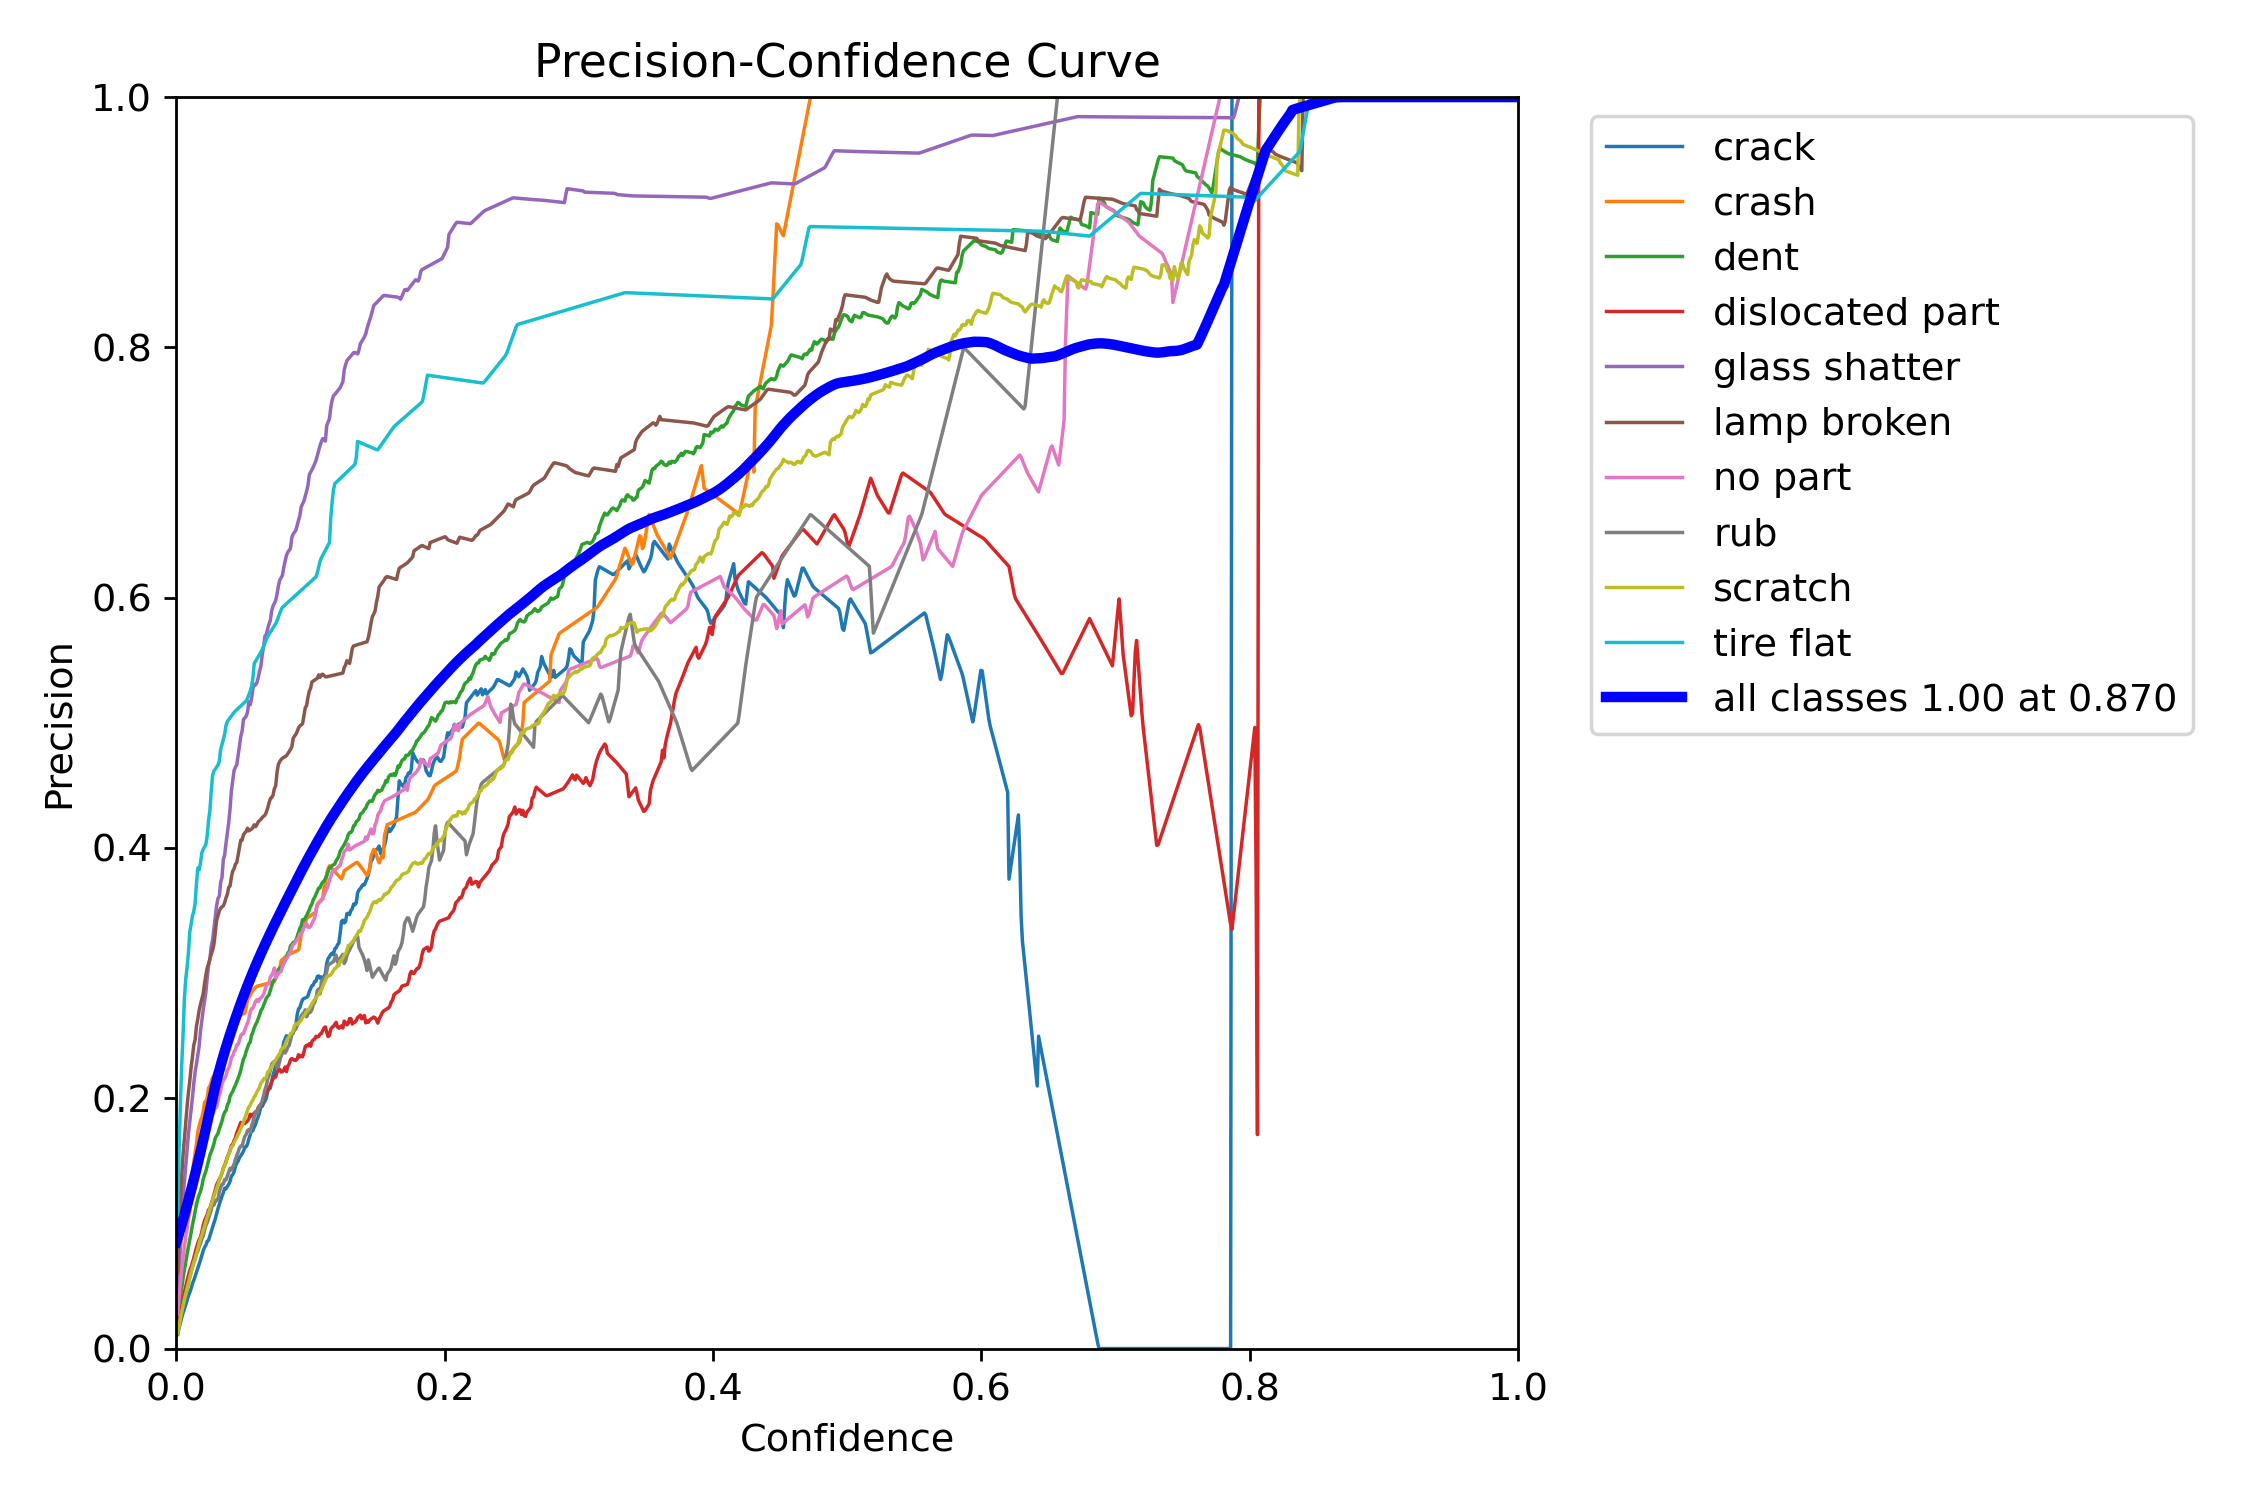 Precision-Confidence Curve
1.0
0.8
0.6
0.4
0.2
0.0
Precision
0.0 0.2 0.4 0.6 0.8 1.0
Confidence
crack
crash
dent
dislocated part
glass shatter
lamp broken
no part
rub
scratch
tire flat
all classes 1.00 at 0.870